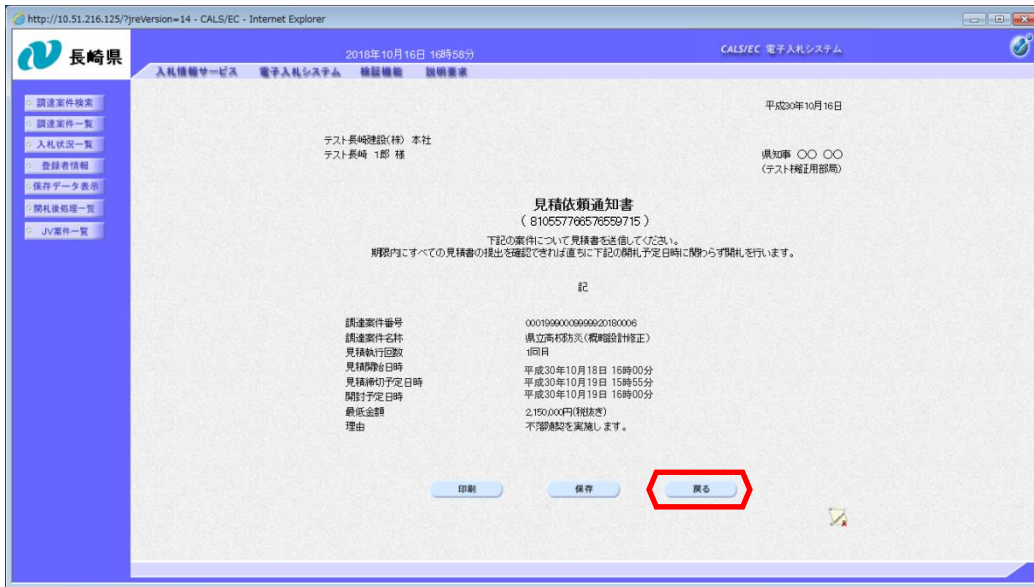 http://10.51.216.125/?jreVersion=14 - CALS/EC - Internet Explorer
長崎県
2018年10月16日 16時58分
CALS/EC 電子入札システム
入札情報サービス 電子入札システム 検証機能 説明要求
調達案件検索
調達案件一覧
入札状況一覧
登録者情報
保存データ表示
開札後処理一覧
JV案件一覧
平成30年10月16日
テスト長崎建設(株) 本社
テスト長崎 1郎 様
県知事 〇〇 〇〇
(テスト検証用部局)
見積依頼通知書
( 810557766576559715 )
下記の案件について見積書を送信してください。
期限内にすべての見積書の提出を確認できれば直ちに下記の開札予定日時に関わらず開札を行います。
記
調達案件番号 00019990009999920180006
調達案件名称 県立高校防災(概略設計修正)
見積執行回数 1回目
見積開始日時 平成30年10月18日 16時00分
見積締切予定日時 平成30年10月19日 15時55分
開封予定日時 平成30年10月19日 16時00分
最低金額 2,150,000円(税抜き)
理由 不落随契を実施します。
印刷 保存 戻る